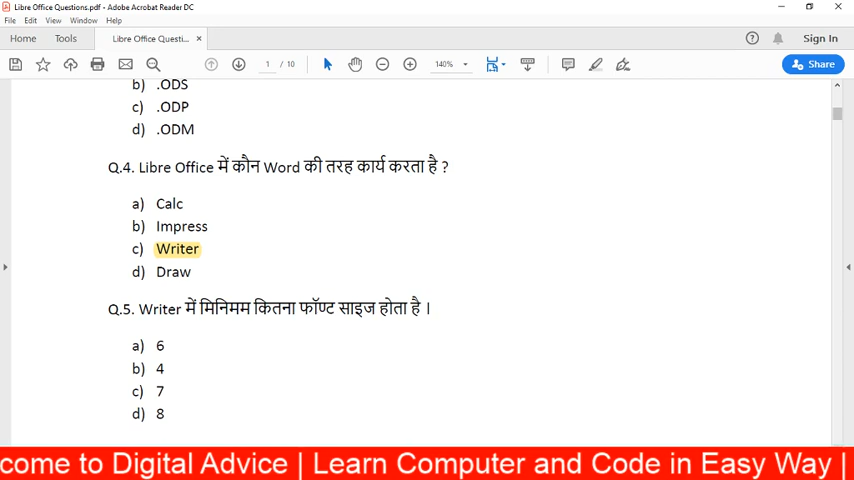 Libre Office Questions.pdf - Adobe Acrobat Reader DC
File Edit View Window Help
Home Tools Libre Office Questi... × Sign In
1 / 10 140% Share
b) .ODS
c) .ODP
d) .ODM
Q.4. Libre Office में कौन Word की तरह कार्य करता है ?
a) Calc
b) Impress
c) Writer
d) Draw
Q.5. Writer में मिनिमम कितना फॉण्ट साइज होता है ।
a) 6
b) 4
c) 7
d) 8
come to Digital Advice | Learn Computer and Code in Easy Way |